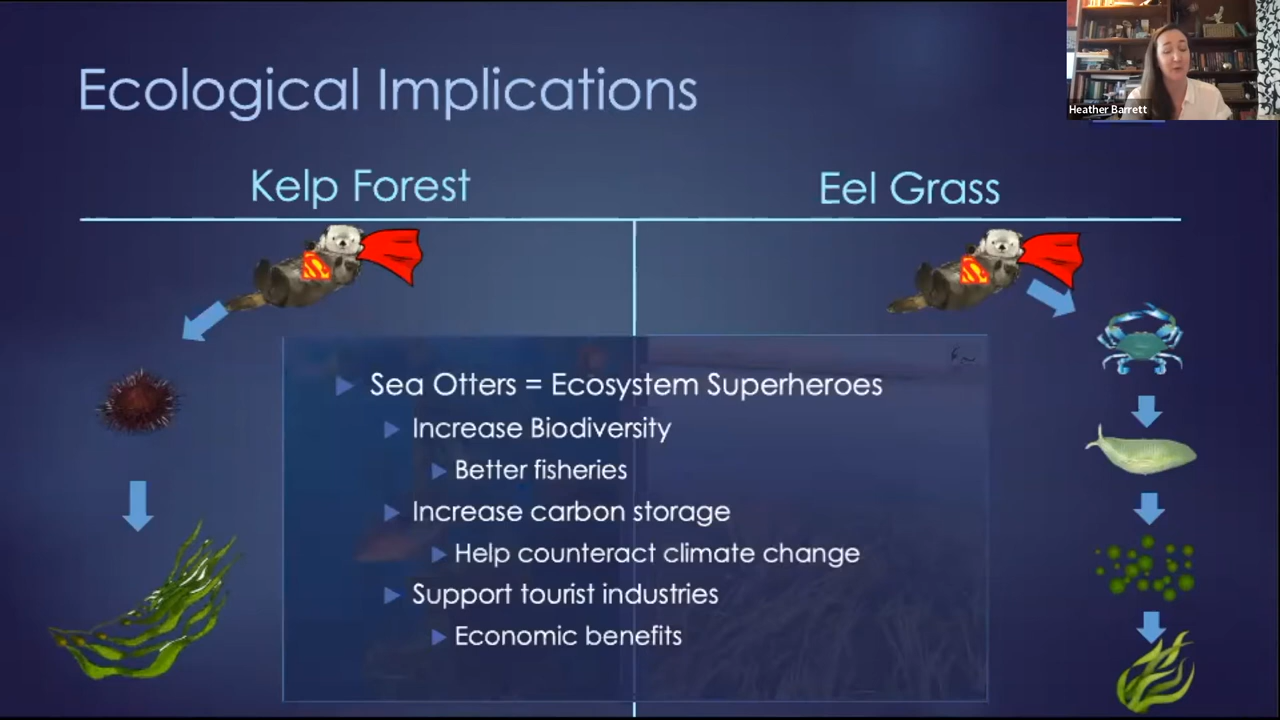 Ecological Implications
Heather Barrett
Kelp Forest
Eel Grass
S
S
Sea Otters = Ecosystem Superheroes
Increase Biodiversity
Better fisheries
Increase carbon storage
Help counteract climate change
Support tourist industries
Economic benefits